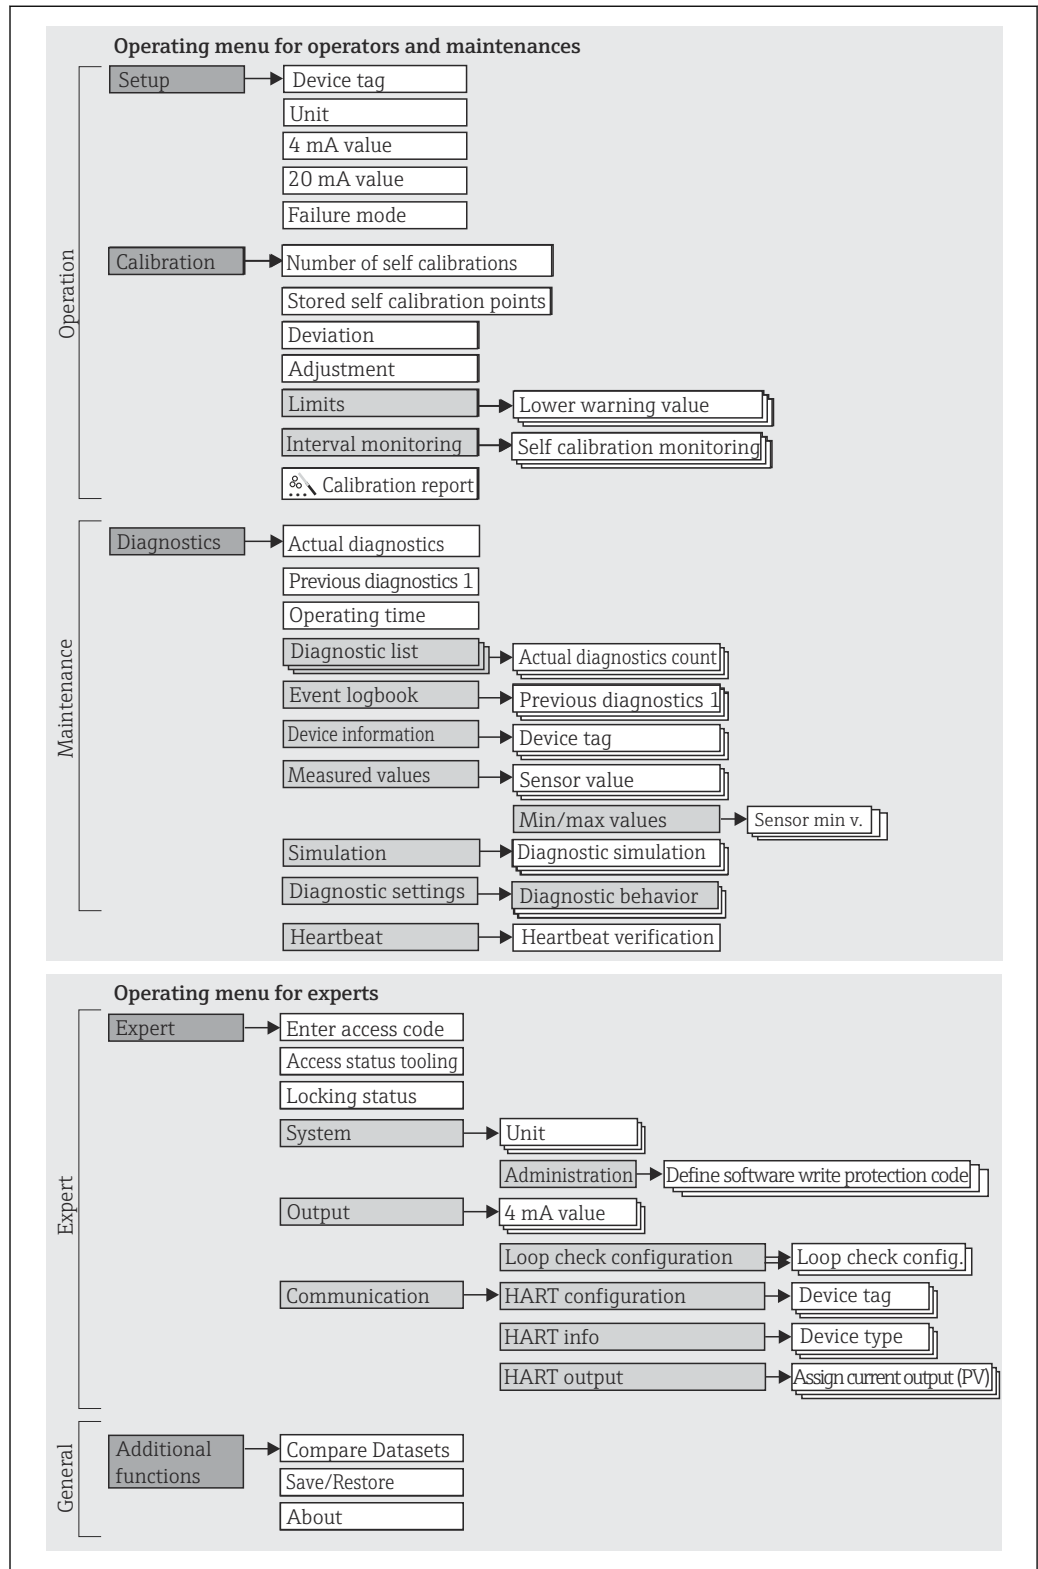 Operating menu for operators and maintenances
Operation
Setup
Device tag
Unit
4 mA value
20 mA value
Failure mode
Calibration
Number of self calibrations
Stored self calibration points
Deviation
Adjustment
Limits
Lower warning value
Interval monitoring
Self calibration monitoring
Calibration report
Maintenance
Diagnostics
Actual diagnostics
Previous diagnostics 1
Operating time
Diagnostic list
Actual diagnostics count
Event logbook
Previous diagnostics 1
Device information
Device tag
Measured values
Sensor value
Min/max values
Sensor min v.
Simulation
Diagnostic simulation
Diagnostic settings
Diagnostic behavior
Heartbeat
Heartbeat verification
Operating menu for experts
Expert
Expert
Enter access code
Access status tooling
Locking status
System
Unit
Administration
Define software write protection code
Output
4 mA value
Loop check configuration
Loop check config.
Communication
HART configuration
Device tag
HART info
Device type
HART output
Assign current output (PV)
General
Additional
functions
Compare Datasets
Save/Restore
About